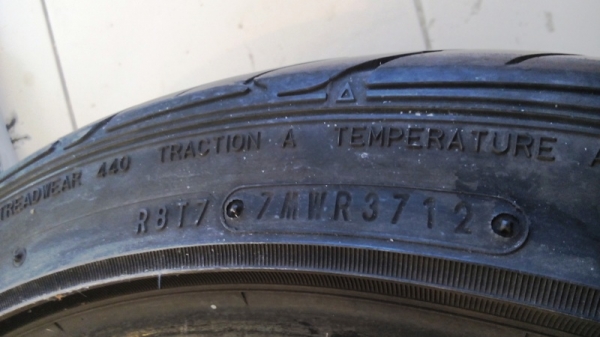 TREADWEAR 440 TRACTION A TEMPERATURE A
R8T7 7MWR3712